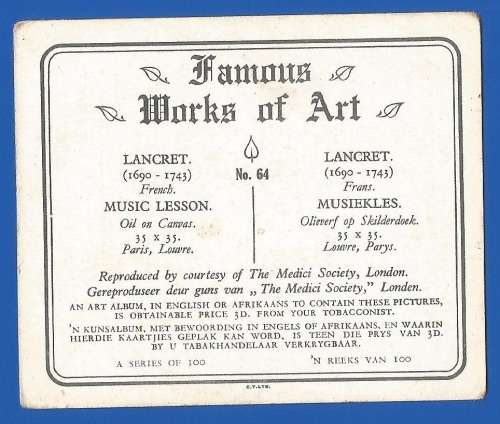 Famous
Works of Art
LANCRET.
(1690 - 1743)
French.
MUSIC LESSON.
Oil on Canvas.
35 x 35.
Paris, Louvre.
No. 64
LANCRET.
(1690 - 1743)
Frans.
MUSIEKLES.
Olieverf op Skilderdoek.
35 x 35.
Louvre, Parys.
Reproduced by courtesy of The Medici Society, London.
Gereproduseer deur guns van „The Medici Society,” Londen.
AN ART ALBUM, IN ENGLISH OR AFRIKAANS TO CONTAIN THESE PICTURES,
IS OBTAINABLE PRICE 3D. FROM YOUR TOBACCONIST.
'N KUNSALBUM, MET BEWOORDING IN ENGELS OF AFRIKAANS, EN WAARIN
HIERDIE KAARTJIES GEPLAK KAN WORD, IS TEEN DIE PRYS VAN 3D.
BY U TABAKHANDELAAR VERKRYGBAAR.
A SERIES OF 100
'N REEKS VAN 100